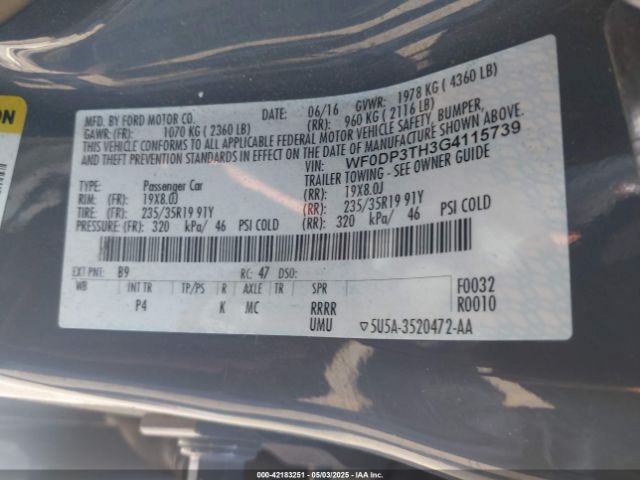 ON
MFD. BY FORD MOTOR CO.
DATE: 06/16 GVWR: 1978 KG ( 4360 LB)
GAWR: (FR): 1070 KG ( 2360 LB) (RR): 960 KG ( 2116 LB)
THIS VEHICLE CONFORMS TO ALL APPLICABLE FEDERAL MOTOR VEHICLE SAFETY, BUMPER,
AND THEFT PREVENTION STANDARDS IN EFFECT ON THE DATE OF MANUFACTURE SHOWN ABOVE.
VIN: WF0DP3TH3G4115739
TYPE: Passenger Car TRAILER TOWING - SEE OWNER GUIDE
RIM: (FR): 19X8.0J (RR): 19X8.0J
TIRE: (FR): 235/35R19 91Y (RR): 235/35R19 91Y
PRESSURE: (FR): 320 kPa/ 46 PSI COLD (RR): 320 kPa/ 46 PSI COLD
EXT PNT: B9 RC: 47 DSO:
WB INT TR TP/PS R AXLE TR SPR F0032
P4 K MC RRRR R0010
UMU ▽5U5A-3520472-AA
000-42183251 - 05/03/2025 - IAA Inc.